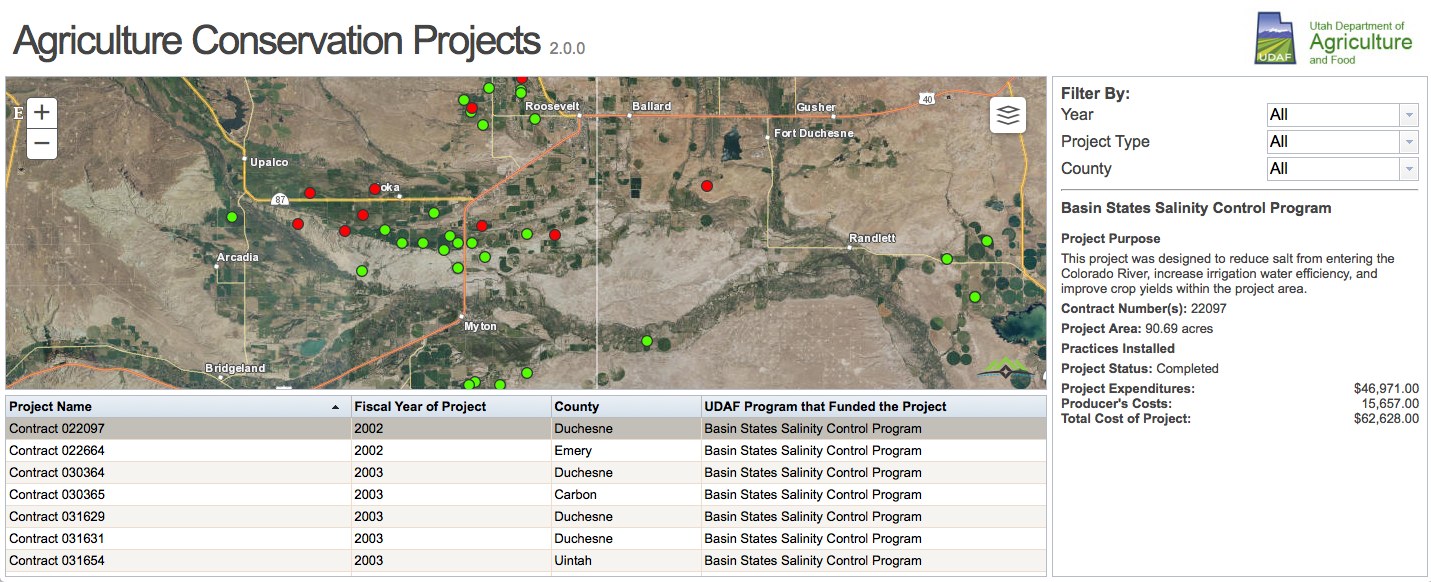 Agriculture Conservation Projects 2.0.0
UDAF
Utah Department of
Agriculture
and Food
E
+
−
Roosevelt
Ballard
Gusher
40
Fort Duchesne
Upalco
oka
87
Arcadia
Randlett
Myton
Bridgeland
Filter By:
Year All
Project Type All
County All
Basin States Salinity Control Program
Project Purpose
This project was designed to reduce salt from entering the
Colorado River, increase irrigation water efficiency, and
improve crop yields within the project area.
Contract Number(s): 22097
Project Area: 90.69 acres
Practices Installed
Project Status: Completed
Project Expenditures: $46,971.00
Producer's Costs: 15,657.00
Total Cost of Project: $62,628.00
Project Name Fiscal Year of Project County UDAF Program that Funded the Project
Contract 022097 2002 Duchesne Basin States Salinity Control Program
Contract 022664 2002 Emery Basin States Salinity Control Program
Contract 030364 2003 Duchesne Basin States Salinity Control Program
Contract 030365 2003 Carbon Basin States Salinity Control Program
Contract 031629 2003 Duchesne Basin States Salinity Control Program
Contract 031631 2003 Duchesne Basin States Salinity Control Program
Contract 031654 2003 Uintah Basin States Salinity Control Program